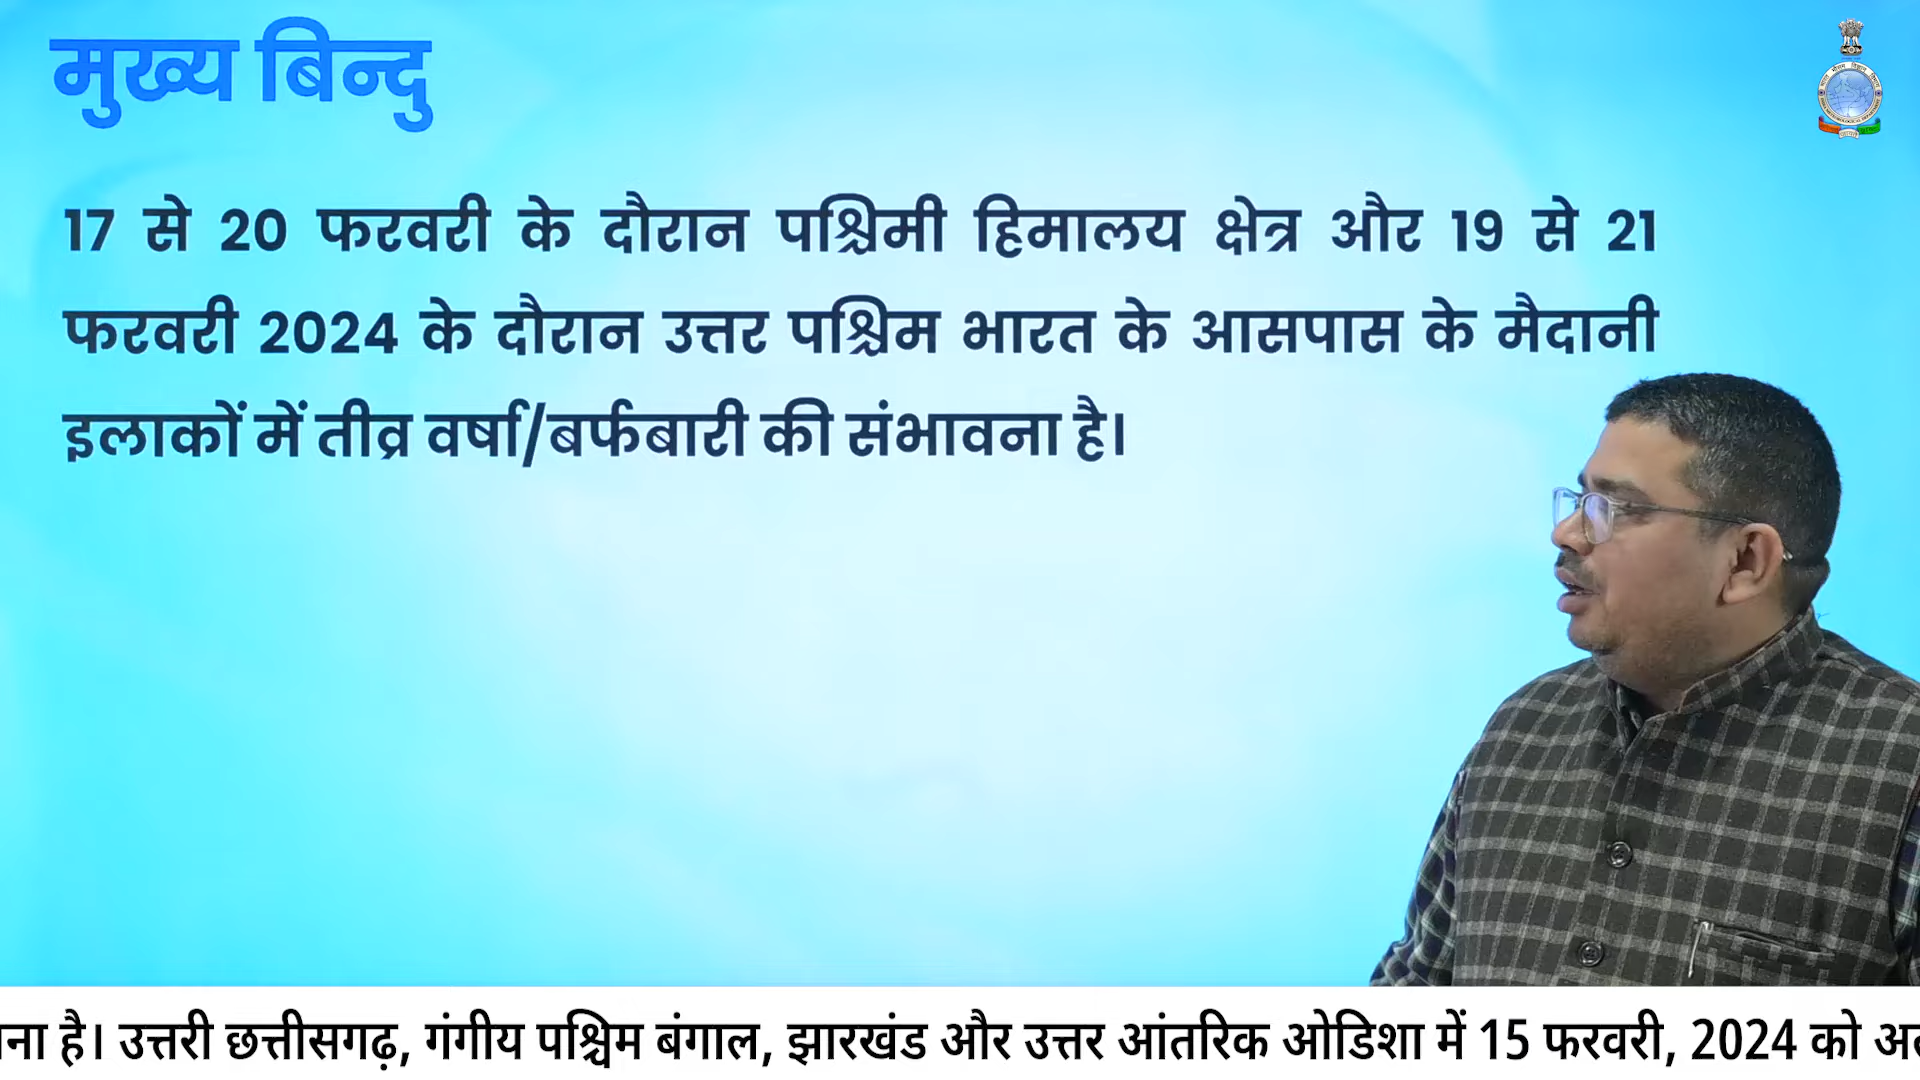 मुख्य बिन्दु
17 से 20 फरवरी के दौरान पश्चिमी हिमालय क्षेत्र और 19 से 21
फरवरी 2024 के दौरान उत्तर पश्चिम भारत के आसपास के मैदानी
इलाकों में तीव्र वर्षा/बर्फबारी की संभावना है।
है। उत्तरी छत्तीसगढ़, गंगीय पश्चिम बंगाल, झारखंड और उत्तर आंतरिक ओडिशा में 15 फरवरी, 2024 को